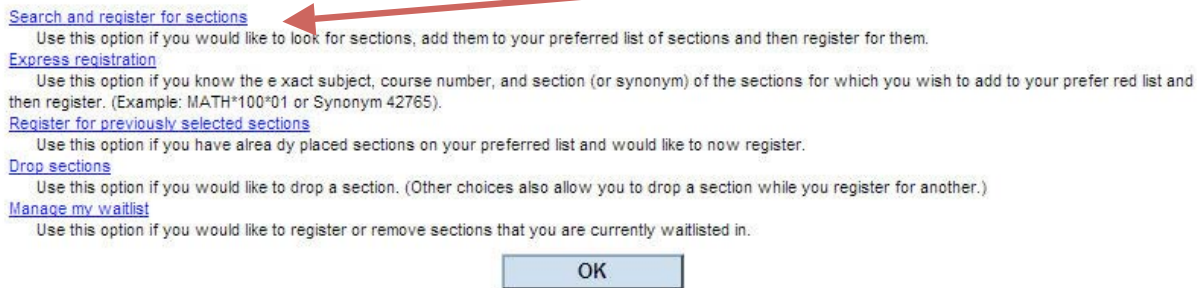 Search and register for sections
Use this option if you would like to look for sections, add them to your preferred list of sections and then register for them.
Express registration
Use this option if you know the e xact subject, course number, and section (or synonym) of the sections for which you wish to add to your prefer red list and
then register. (Example: MATH*100*01 or Synonym 42765).
Register for previously selected sections
Use this option if you have alrea dy placed sections on your preferred list and would like to now register.
Drop sections
Use this option if you would like to drop a section. (Other choices also allow you to drop a section while you register for another.)
Manage my waitlist
Use this option if you would like to register or remove sections that you are currently waitlisted in.
OK